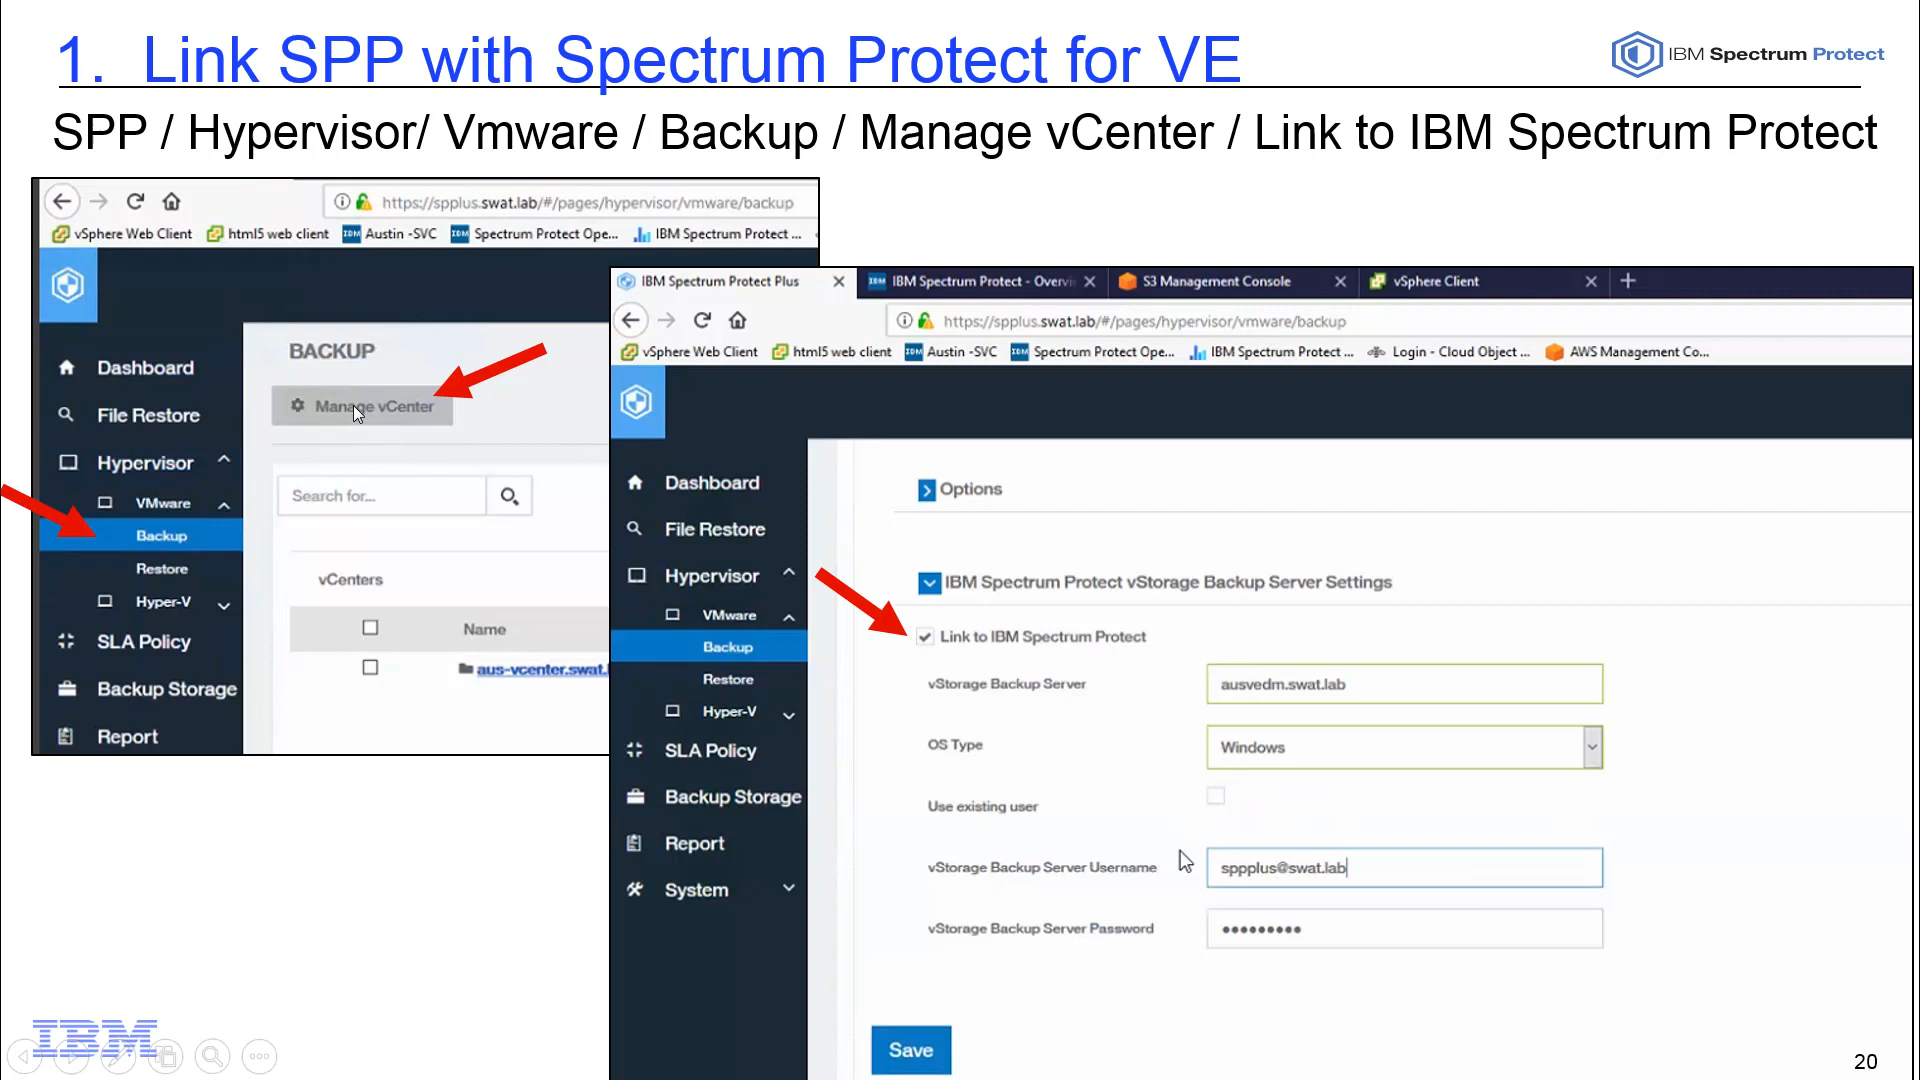 1. Link SPP with Spectrum Protect for VE
IBM Spectrum Protect
SPP / Hypervisor/ Vmware / Backup / Manage vCenter / Link to IBM Spectrum Protect
https://spplus.swat.lab/#/pages/hypervisor/vmware/backup
vSphere Web Client
html5 web client
IBM Austin -SVC
IBM Spectrum Protect Ope...
IBM Spectrum Protect ...
Dashboard
File Restore
Hypervisor
VMware
Backup
Restore
Hyper-V
SLA Policy
Backup Storage
Report
BACKUP
Manage vCenter
Search for...
vCenters
Name
aus-vcenter.swat.
IBM Spectrum Protect Plus
IBM IBM Spectrum Protect - Overvi
S3 Management Console
vSphere Client
https://spplus.swat.lab/#/pages/hypervisor/vmware/backup
vSphere Web Client
html5 web client
IBM Austin -SVC
IBM Spectrum Protect Ope...
IBM Spectrum Protect ...
Login - Cloud Object ...
AWS Management Co...
Dashboard
File Restore
Hypervisor
VMware
Backup
Restore
Hyper-V
SLA Policy
Backup Storage
Report
System
Options
IBM Spectrum Protect vStorage Backup Server Settings
Link to IBM Spectrum Protect
vStorage Backup Server
ausvedm.swat.lab
OS Type
Windows
Use existing user
vStorage Backup Server Username
sppplus@swat.lab
vStorage Backup Server Password
Save
IBM
20